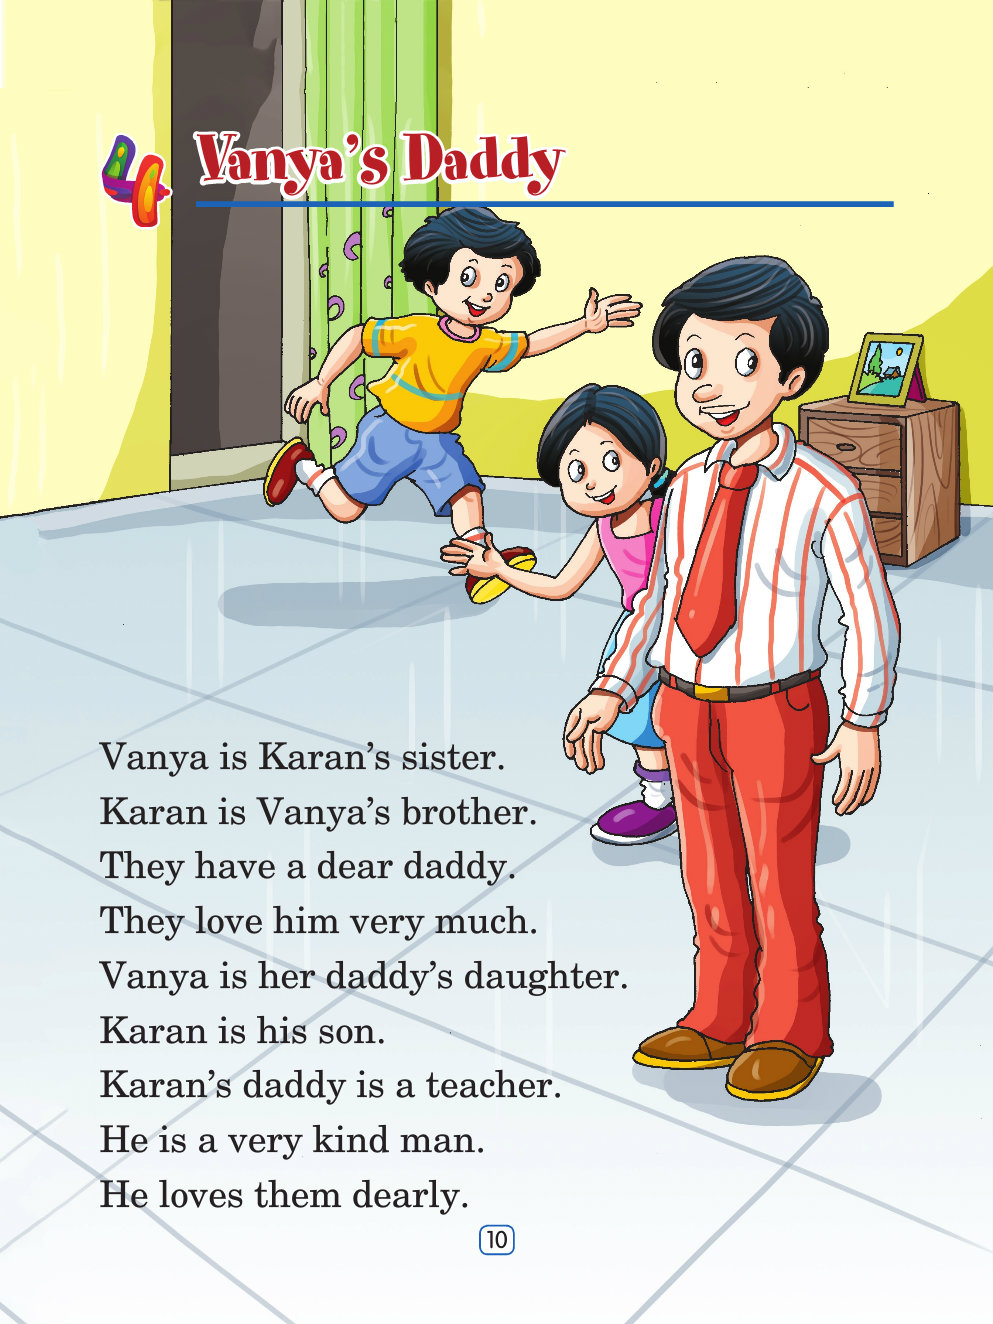 4 Vanya's Daddy
Vanya is Karan's sister.
Karan is Vanya's brother.
They have a dear daddy.
They love him very much.
Vanya is her daddy's daughter.
Karan is his son.
Karan's daddy is a teacher.
He is a very kind man.
He loves them dearly.
10